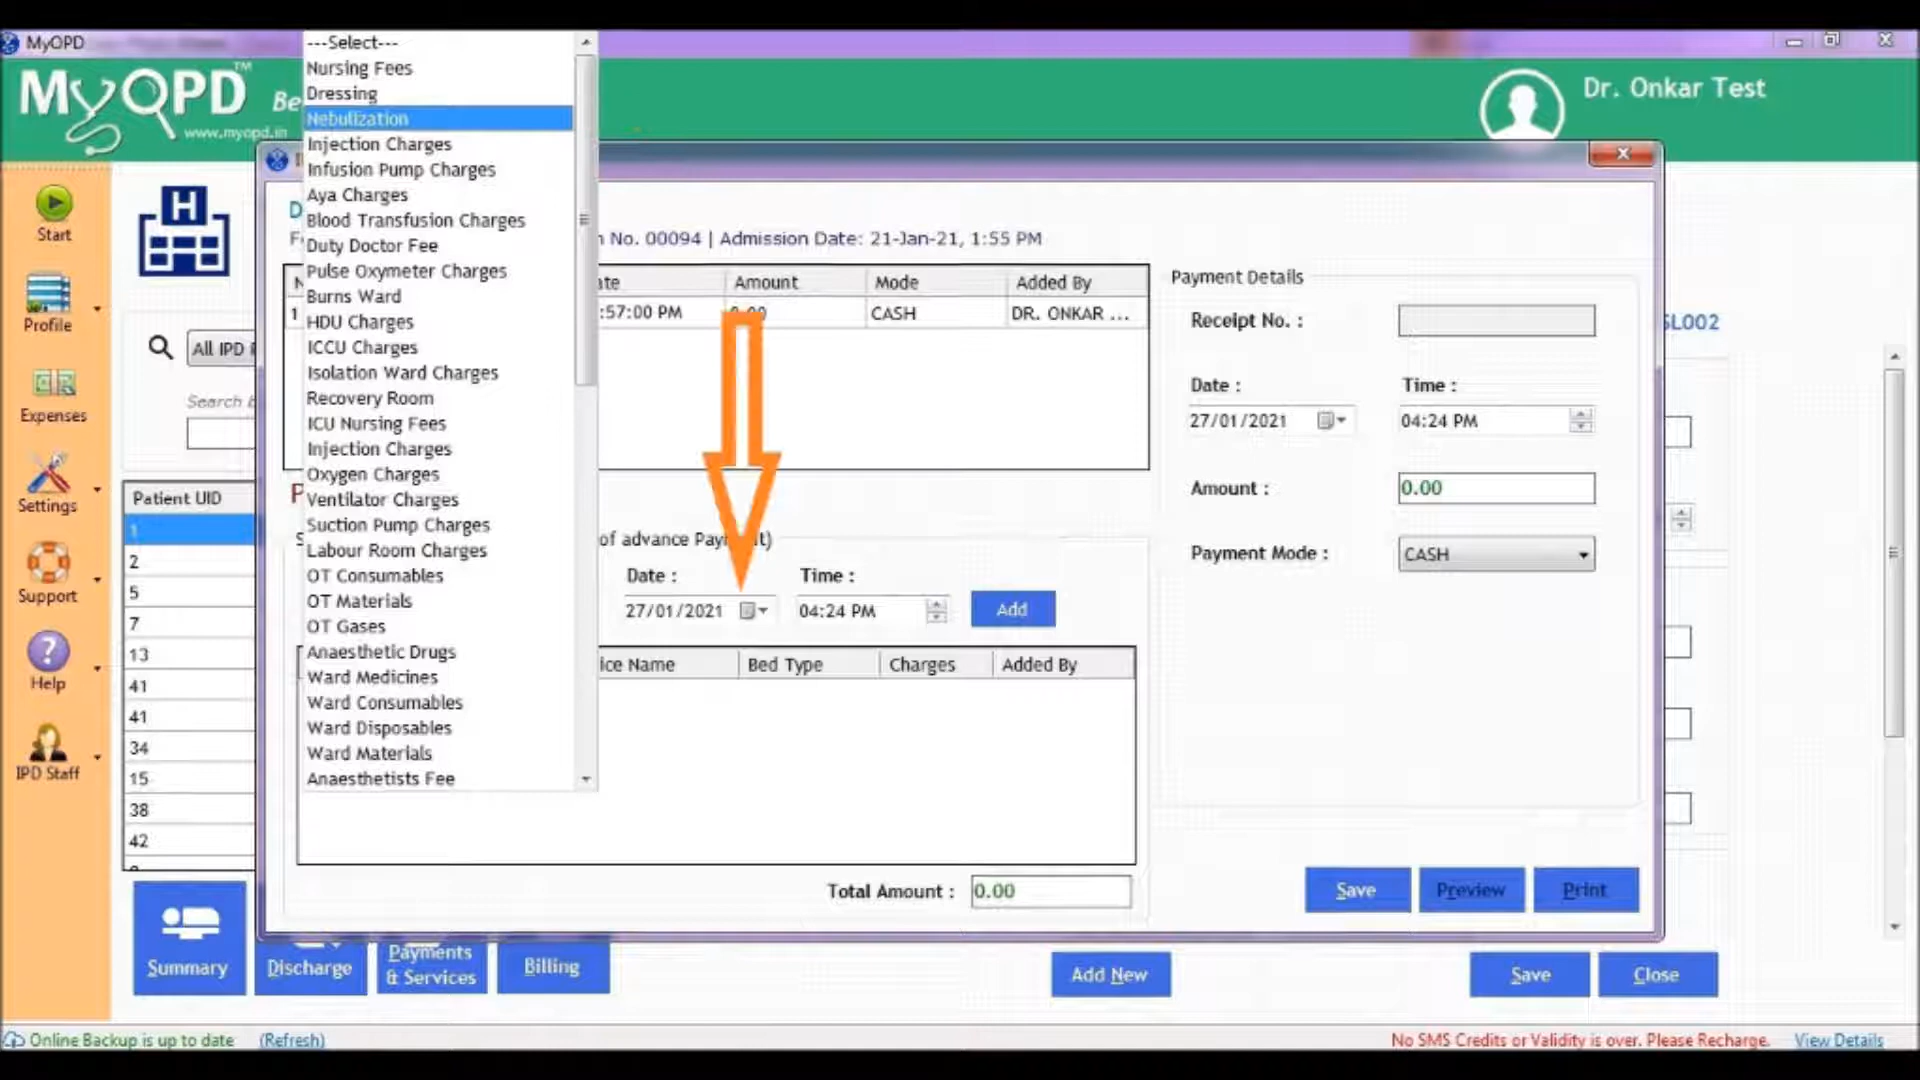 MyOPD
MyOPD™
www.myopd.in
Be
Dr. Onkar Test
---Select---
Nursing Fees
Dressing
Nebulization
Injection Charges
Infusion Pump Charges
Aya Charges
Blood Transfusion Charges
Duty Doctor Fee
Pulse Oxymeter Charges
Burns Ward
HDU Charges
ICCU Charges
Isolation Ward Charges
Recovery Room
ICU Nursing Fees
Injection Charges
Oxygen Charges
Ventilator Charges
Suction Pump Charges
Labour Room Charges
OT Consumables
OT Materials
OT Gases
Anaesthetic Drugs
Ward Medicines
Ward Consumables
Ward Disposables
Ward Materials
Anaesthetists Fee
Start
Profile
Expenses
Settings
Support
Help
IPD Staff
H
All IPD
Search
Patient UID
1
2
5
7
13
41
41
34
15
38
42
No. 00094 | Admission Date: 21-Jan-21, 1:55 PM
ate Amount Mode Added By
1 :57:00 PM 0.00 CASH DR. ONKAR ...
of advance Payment)
Date : Time :
27/01/2021 04:24 PM Add
ice Name Bed Type Charges Added By
Total Amount : 0.00
Payment Details
Receipt No. :
Date : Time :
27/01/2021 04:24 PM
Amount : 0.00
Payment Mode : CASH
Save Preview Print
SL002
Summary
Discharge
Payments
& Services
Billing
Add New
Save
Close
Online Backup is up to date (Refresh)
No SMS Credits or Validity is over. Please Recharge. View Details